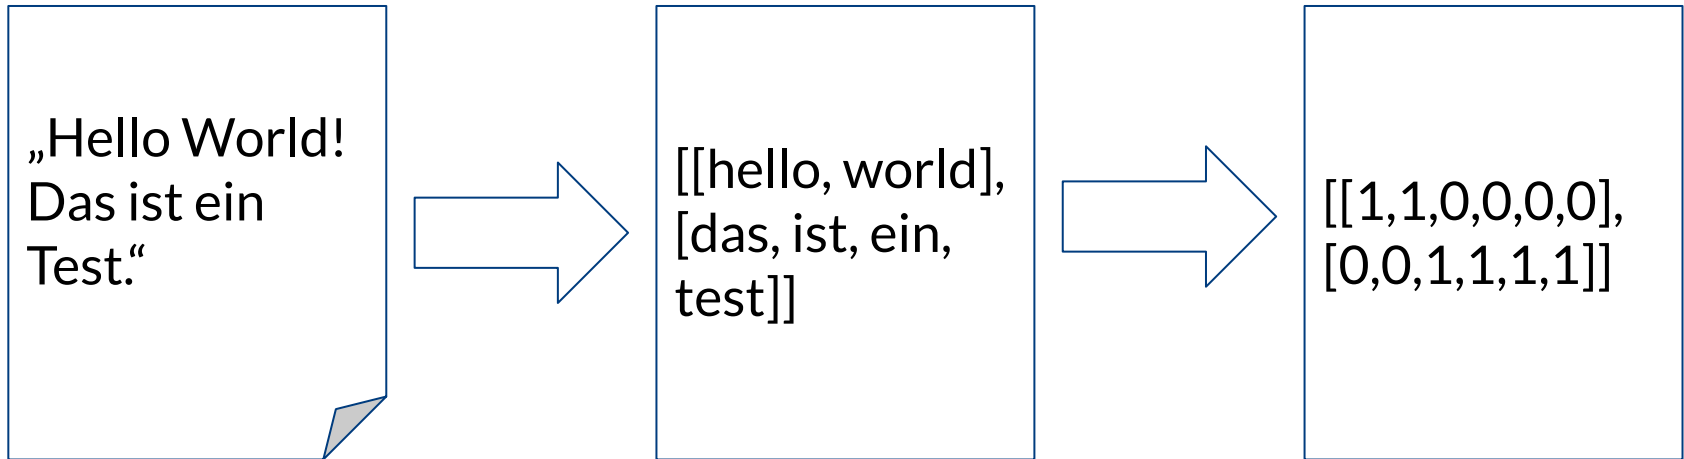 „Hello World!
Das ist ein
Test.“
[[hello, world],
[das, ist, ein,
test]]
[[1,1,0,0,0,0],
[0,0,1,1,1,1]]